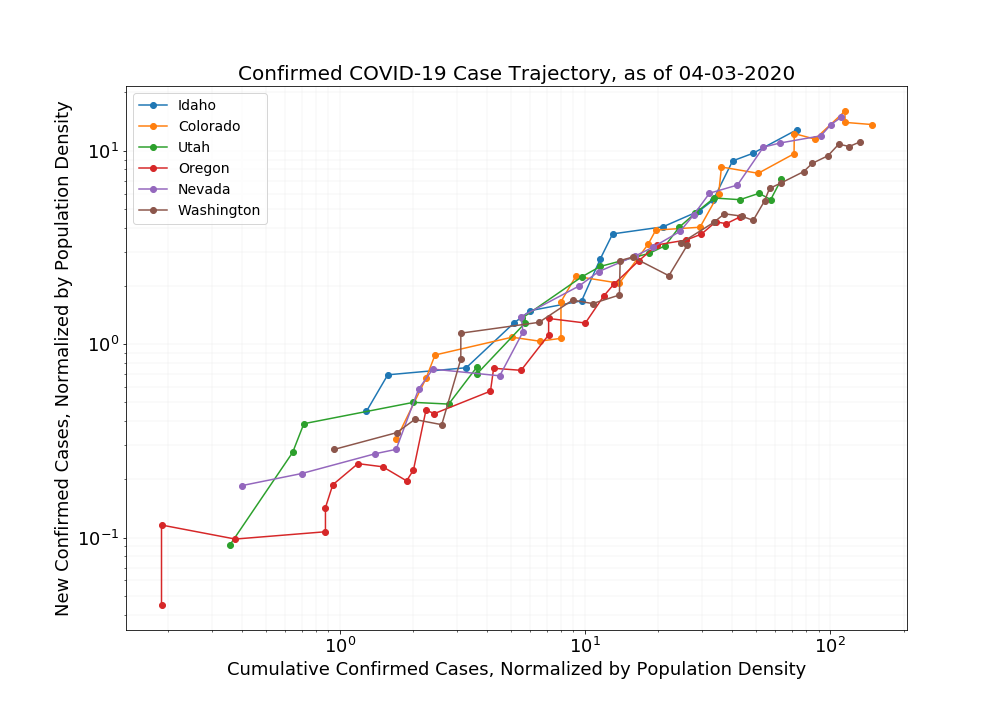 Confirmed COVID-19 Case Trajectory, as of 04-03-2020
Idaho
Colorado
Utah
Oregon
Nevada
Washington
New Confirmed Cases, Normalized by Population Density
10¹
10⁰
10⁻¹
10⁰
10¹
10²
Cumulative Confirmed Cases, Normalized by Population Density